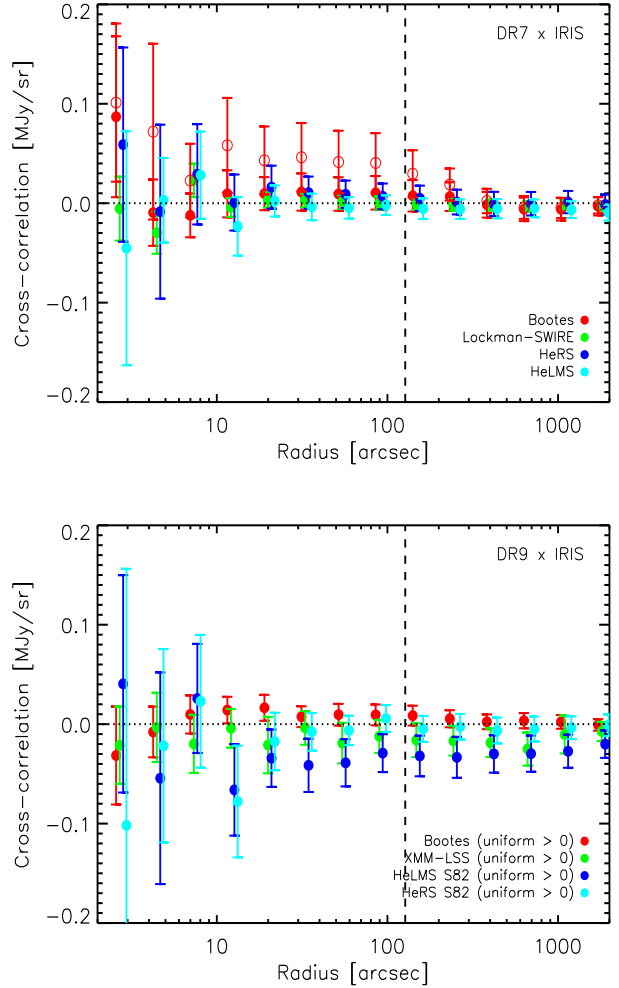 DR7 x IRIS
0.2
0.1
0.0
−0.1
−0.2
Cross−correlation [MJy/sr]
Bootes
Lockman−SWIRE
HeRS
HeLMS
10
100
1000
Radius [arcsec]
DR9 x IRIS
0.2
0.1
0.0
−0.1
−0.2
Cross−correlation [MJy/sr]
Bootes (uniform > 0)
XMM−LSS (uniform > 0)
HeLMS S82 (uniform > 0)
HeRS S82 (uniform > 0)
10
100
1000
Radius [arcsec]